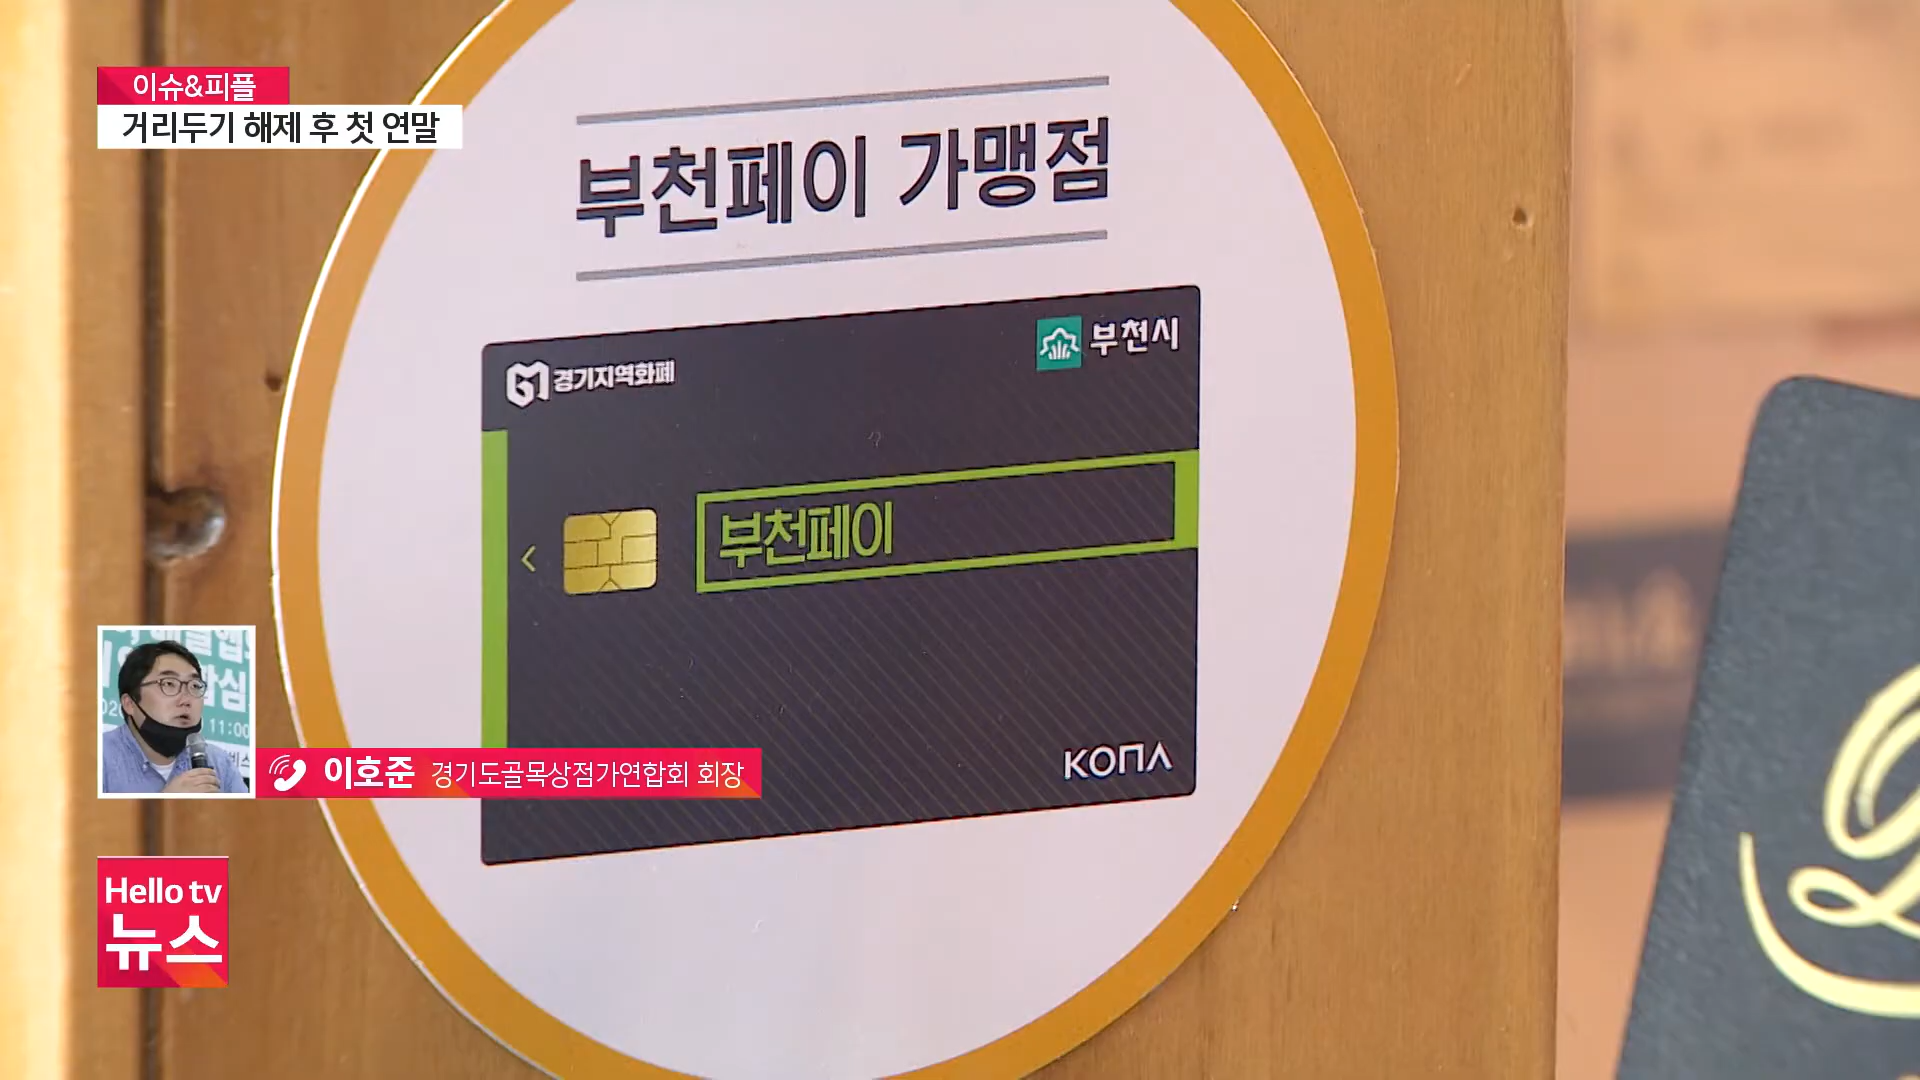 이슈&피플
거리두기 해제 후 첫 연말
부천페이 가맹점
경기지역화폐
부천시
부천페이
KONA
11:00
이호준 경기도골목상점가연합회 회장
Hello tv
뉴스